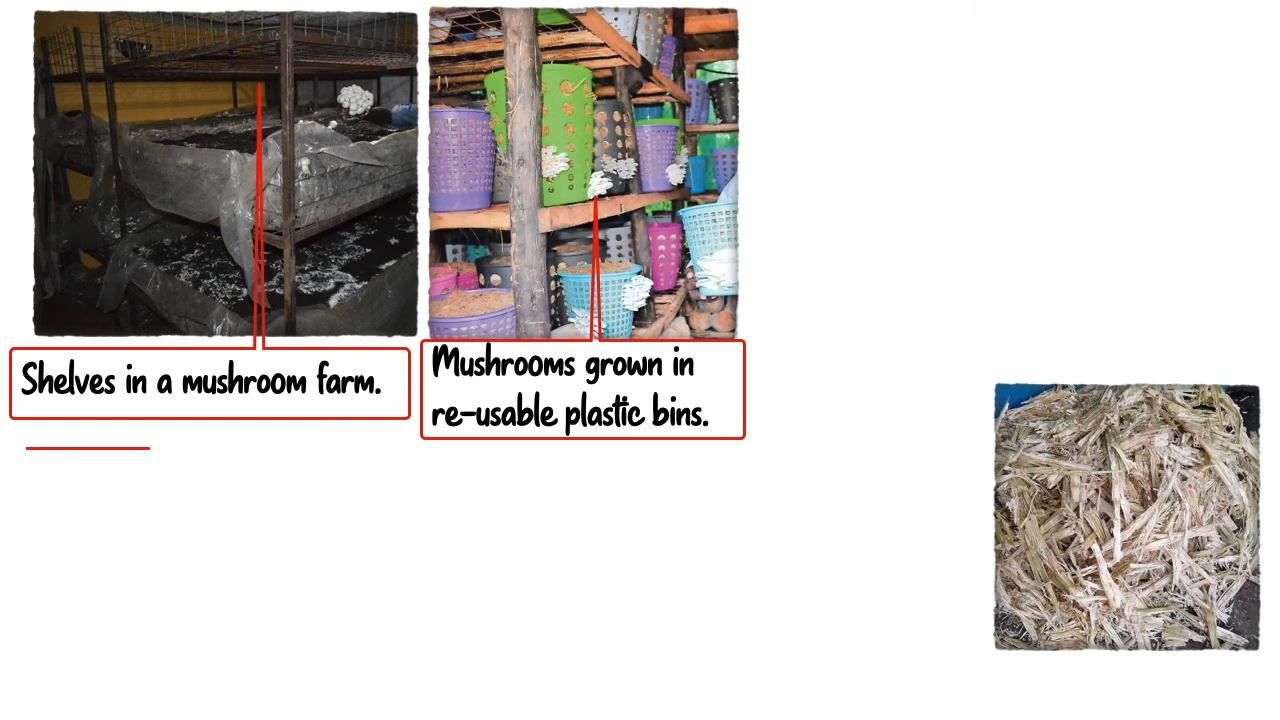 Shelves in a mushroom farm.
Mushrooms grown in
re-usable plastic bins.